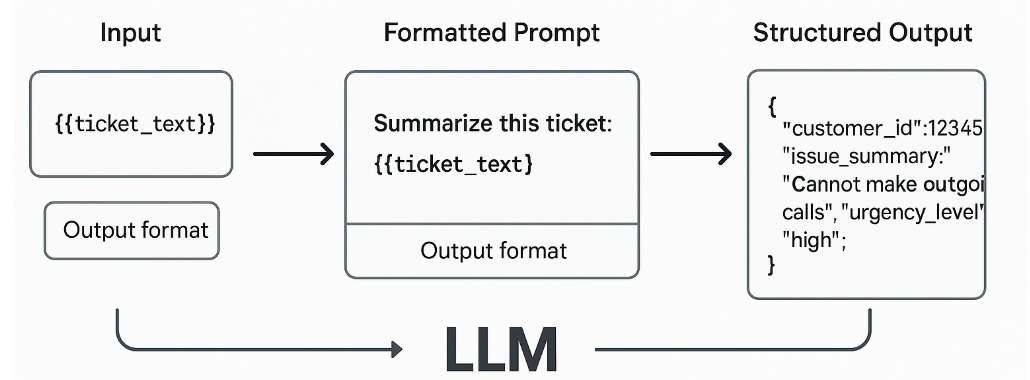 Input
{{ticket_text}}
Output format
Formatted Prompt
Summarize this ticket:
{{ticket_text}
Output format
Structured Output
{
"customer_id":12345
"issue_summary:"
"Cannot make outgoi
calls", "urgency_level"
"high";
}
LLM